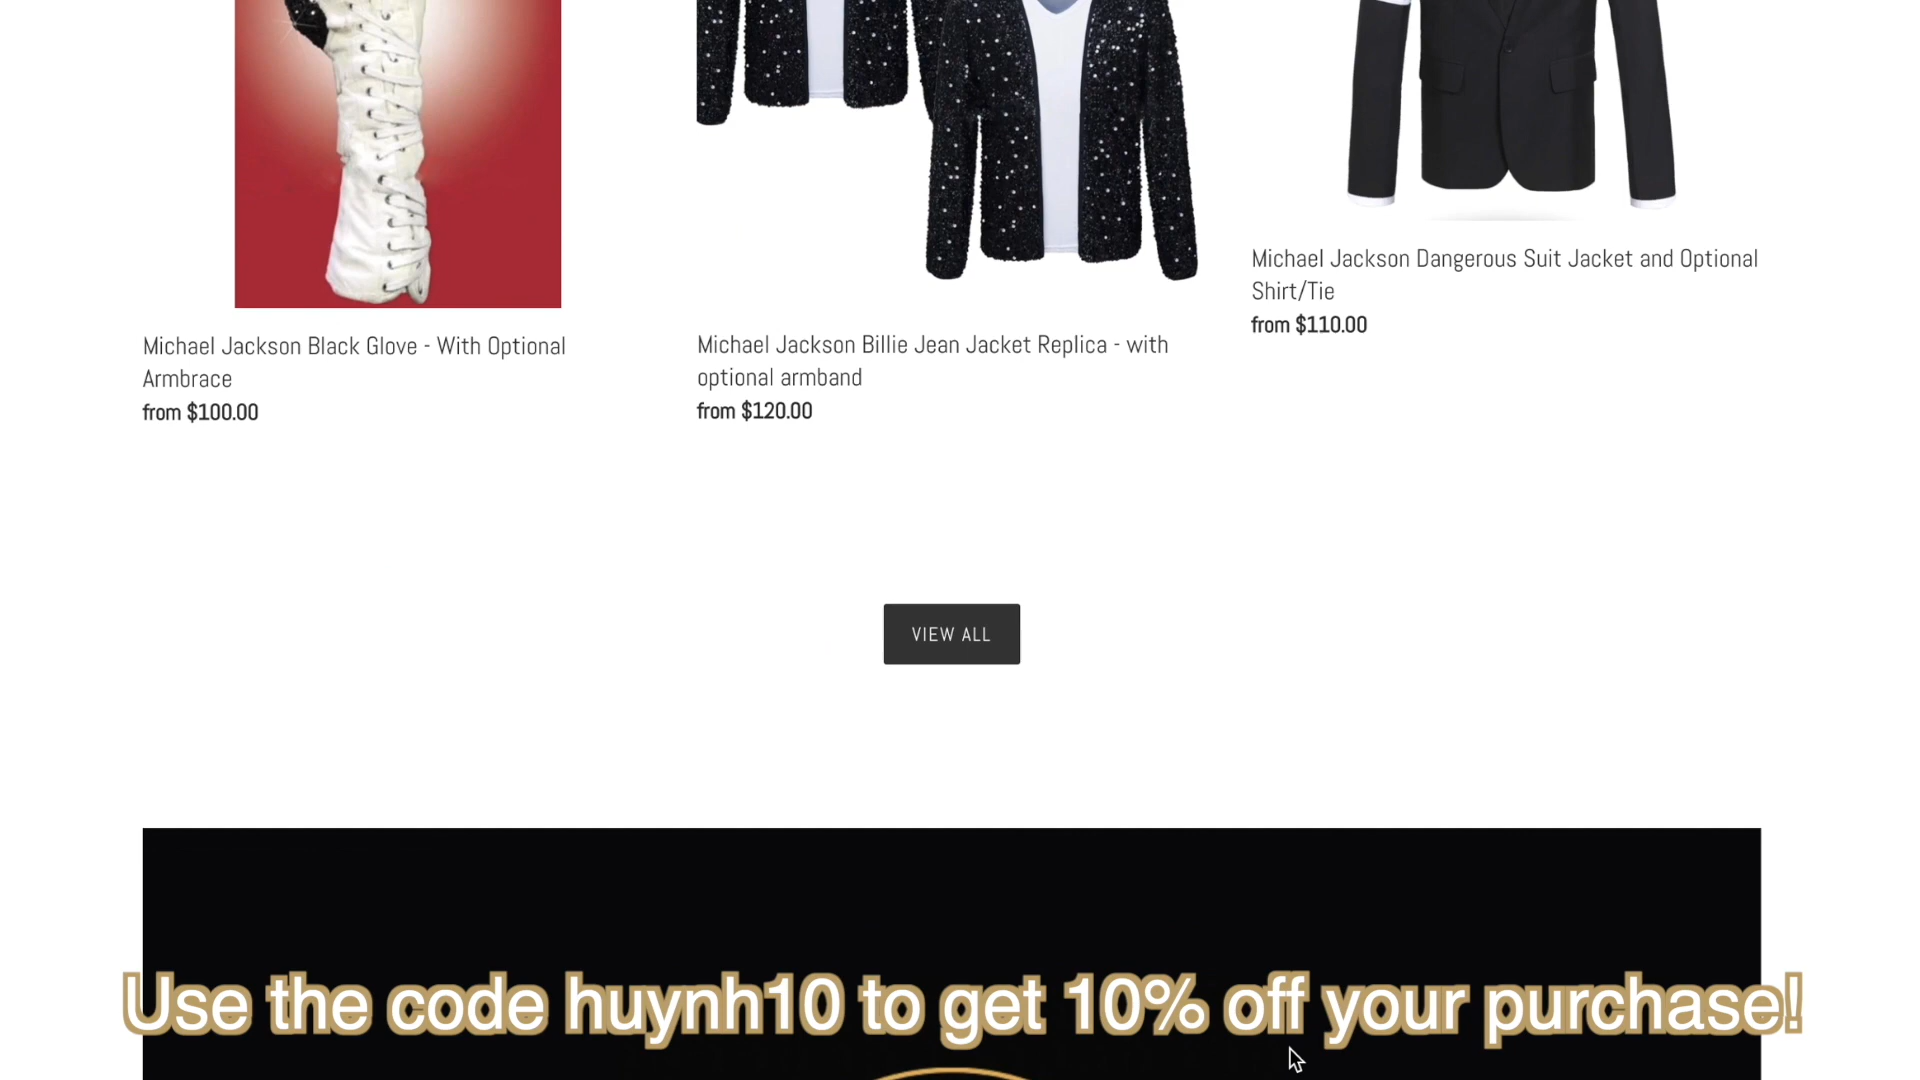 Michael Jackson Black Glove - With Optional
Armbrace
from $100.00
Michael Jackson Billie Jean Jacket Replica - with
optional armband
from $120.00
Michael Jackson Dangerous Suit Jacket and Optional
Shirt/Tie
from $110.00
VIEW ALL
Use the code huynh10 to get 10% off your purchase!